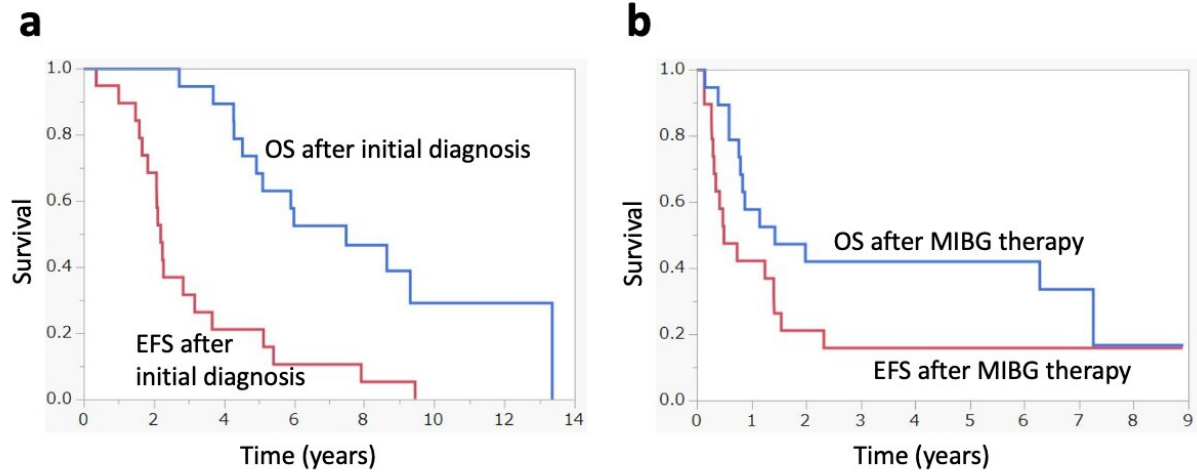 a
1.0
0.8
0.6
0.4
0.2
0.0
Survival
OS after initial diagnosis
EFS after
initial diagnosis
0 2 4 6 8 10 12 14
Time (years)
b
1.0
0.8
0.6
0.4
0.2
0.0
Survival
OS after MIBG therapy
EFS after MIBG therapy
0 1 2 3 4 5 6 7 8 9
Time (years)